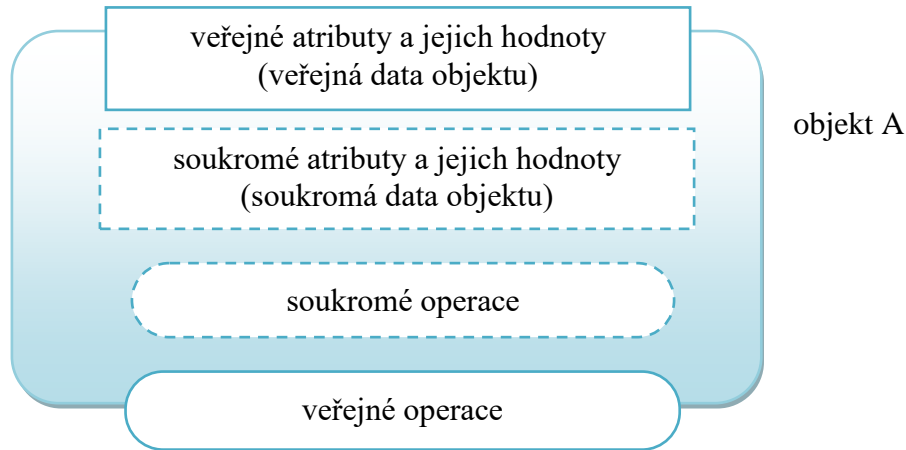 veřejné atributy a jejich hodnoty
(veřejná data objektu)
objekt A
soukromé atributy a jejich hodnoty
(soukromá data objektu)
soukromé operace
veřejné operace